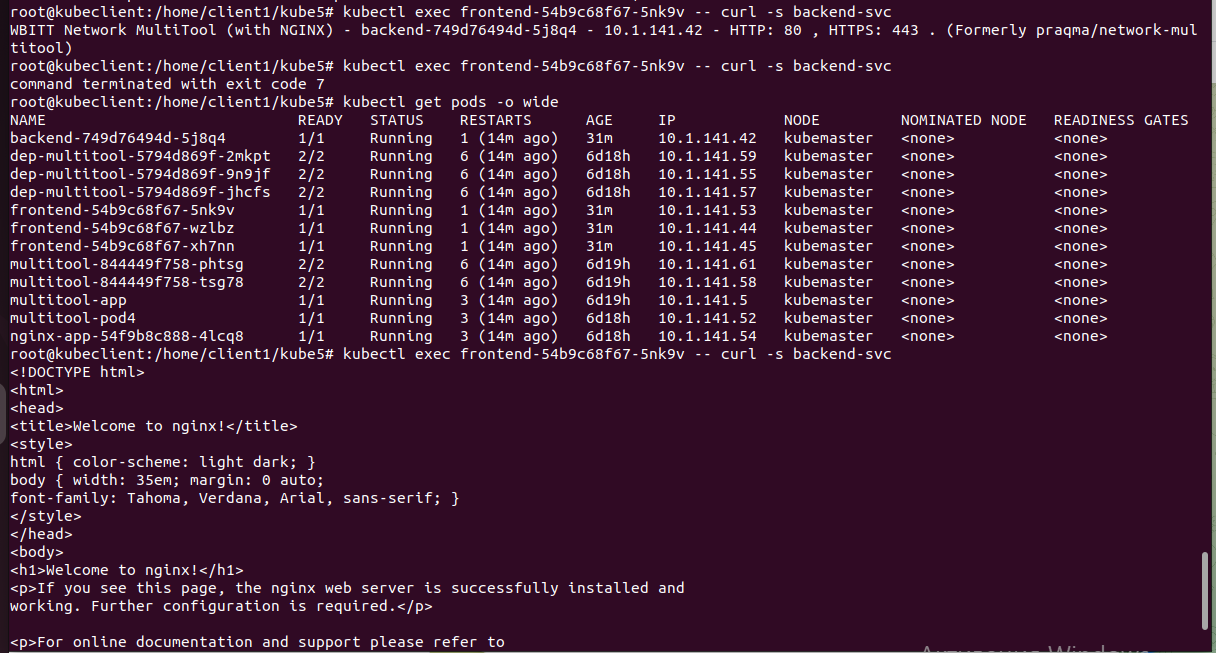 root@kubeclient:/home/client1/kube5# kubectl exec frontend-54b9c68f67-5nk9v -- curl -s backend-svc
WBITT Network MultiTool (with NGINX) - backend-749d76494d-5j8q4 - 10.1.141.42 - HTTP: 80 , HTTPS: 443 . (Formerly praqma/network-mul
titool)
root@kubeclient:/home/client1/kube5# kubectl exec frontend-54b9c68f67-5nk9v -- curl -s backend-svc
command terminated with exit code 7
root@kubeclient:/home/client1/kube5# kubectl get pods -o wide
NAME READY STATUS RESTARTS AGE IP NODE NOMINATED NODE READINESS GATES
backend-749d76494d-5j8q4 1/1 Running 1 (14m ago) 31m 10.1.141.42 kubemaster <none> <none>
dep-multitool-5794d869f-2mkpt 2/2 Running 6 (14m ago) 6d18h 10.1.141.59 kubemaster <none> <none>
dep-multitool-5794d869f-9n9jf 2/2 Running 6 (14m ago) 6d18h 10.1.141.55 kubemaster <none> <none>
dep-multitool-5794d869f-jhcfs 2/2 Running 6 (14m ago) 6d18h 10.1.141.57 kubemaster <none> <none>
frontend-54b9c68f67-5nk9v 1/1 Running 1 (14m ago) 31m 10.1.141.53 kubemaster <none> <none>
frontend-54b9c68f67-wzlbz 1/1 Running 1 (14m ago) 31m 10.1.141.44 kubemaster <none> <none>
frontend-54b9c68f67-xh7nn 1/1 Running 1 (14m ago) 31m 10.1.141.45 kubemaster <none> <none>
multitool-844449f758-phtsg 2/2 Running 6 (14m ago) 6d19h 10.1.141.61 kubemaster <none> <none>
multitool-844449f758-tsg78 2/2 Running 6 (14m ago) 6d19h 10.1.141.58 kubemaster <none> <none>
multitool-app 1/1 Running 3 (14m ago) 6d19h 10.1.141.5 kubemaster <none> <none>
multitool-pod4 1/1 Running 3 (14m ago) 6d18h 10.1.141.52 kubemaster <none> <none>
nginx-app-54f9b8c888-4lcq8 1/1 Running 3 (14m ago) 6d18h 10.1.141.54 kubemaster <none> <none>
root@kubeclient:/home/client1/kube5# kubectl exec frontend-54b9c68f67-5nk9v -- curl -s backend-svc
<!DOCTYPE html>
<html>
<head>
<title>Welcome to nginx!</title>
<style>
html { color-scheme: light dark; }
body { width: 35em; margin: 0 auto;
font-family: Tahoma, Verdana, Arial, sans-serif; }
</style>
</head>
<body>
<h1>Welcome to nginx!</h1>
<p>If you see this page, the nginx web server is successfully installed and
working. Further configuration is required.</p>
<p>For online documentation and support please refer to